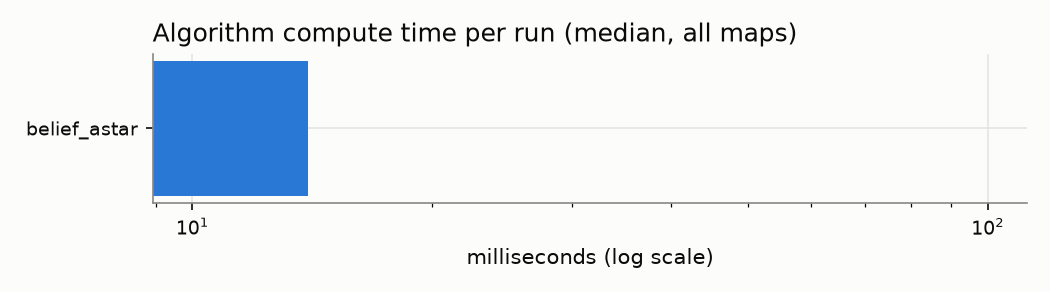 Algorithm compute time per run (median, all maps)
belief_astar
10¹ 10²
milliseconds (log scale)